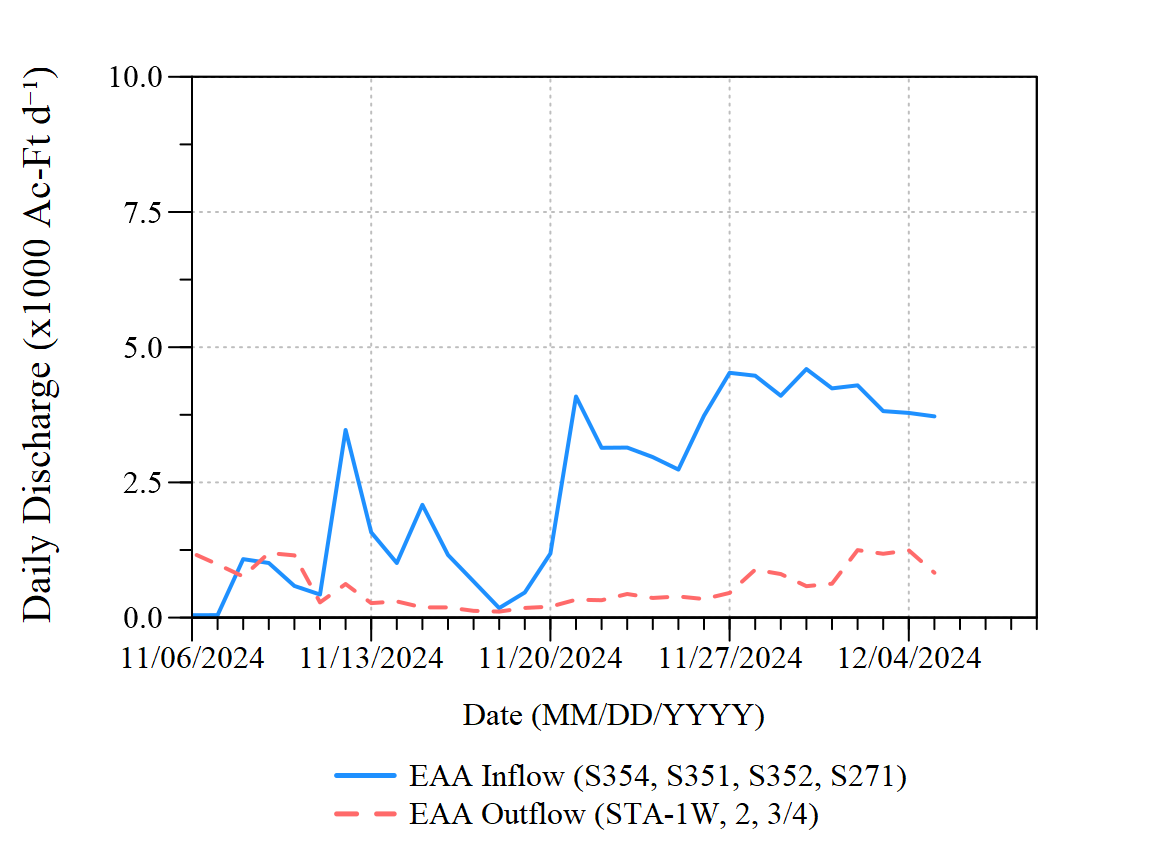 Daily Discharge (x1000 Ac-Ft d⁻¹)
10.0
7.5
5.0
2.5
0.0
11/06/2024 11/13/2024 11/20/2024 11/27/2024 12/04/2024
Date (MM/DD/YYYY)
EAA Inflow (S354, S351, S352, S271)
EAA Outflow (STA-1W, 2, 3/4)